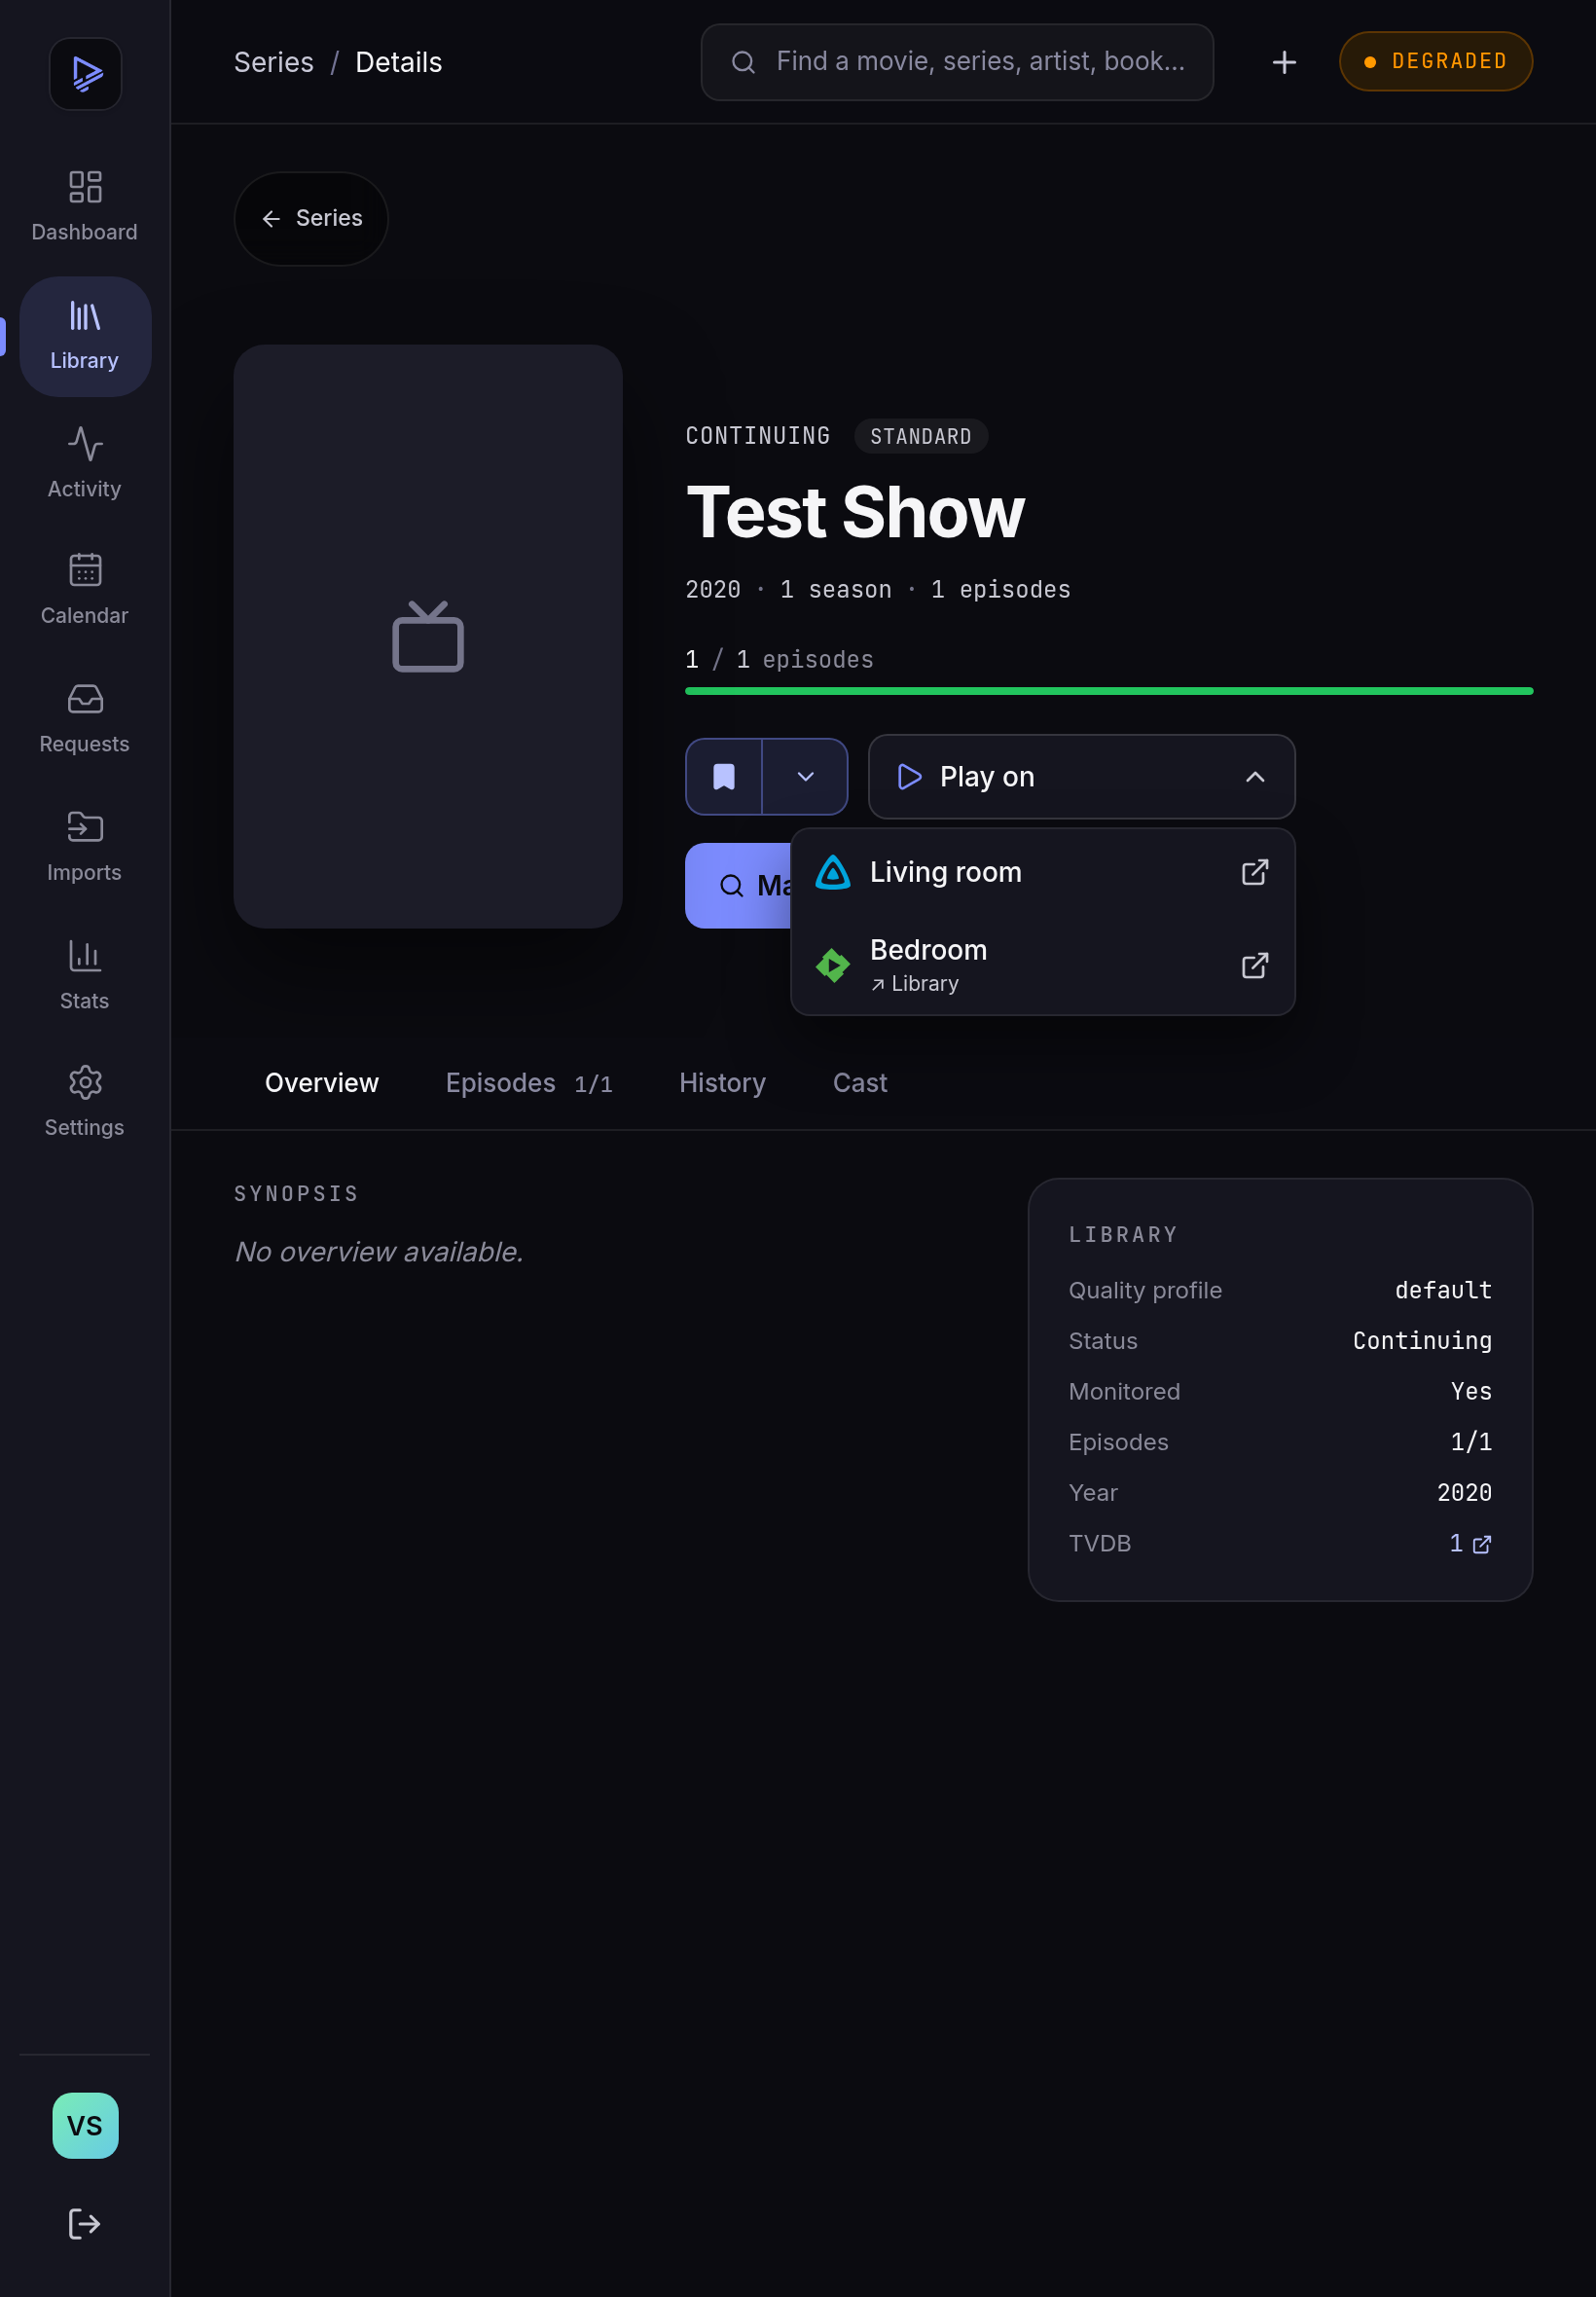 Series / Details
Find a movie, series, artist, book...
DEGRADED
Dashboard
Library
Activity
Calendar
Requests
Imports
Stats
Settings
VS
Series
CONTINUING STANDARD
Test Show
2020 · 1 season · 1 episodes
1 / 1 episodes
Play on
Living room
Bedroom
Library
Overview Episodes 1/1 History Cast
SYNOPSIS
No overview available.
LIBRARY
Quality profile default
Status Continuing
Monitored Yes
Episodes 1/1
Year 2020
TVDB 1